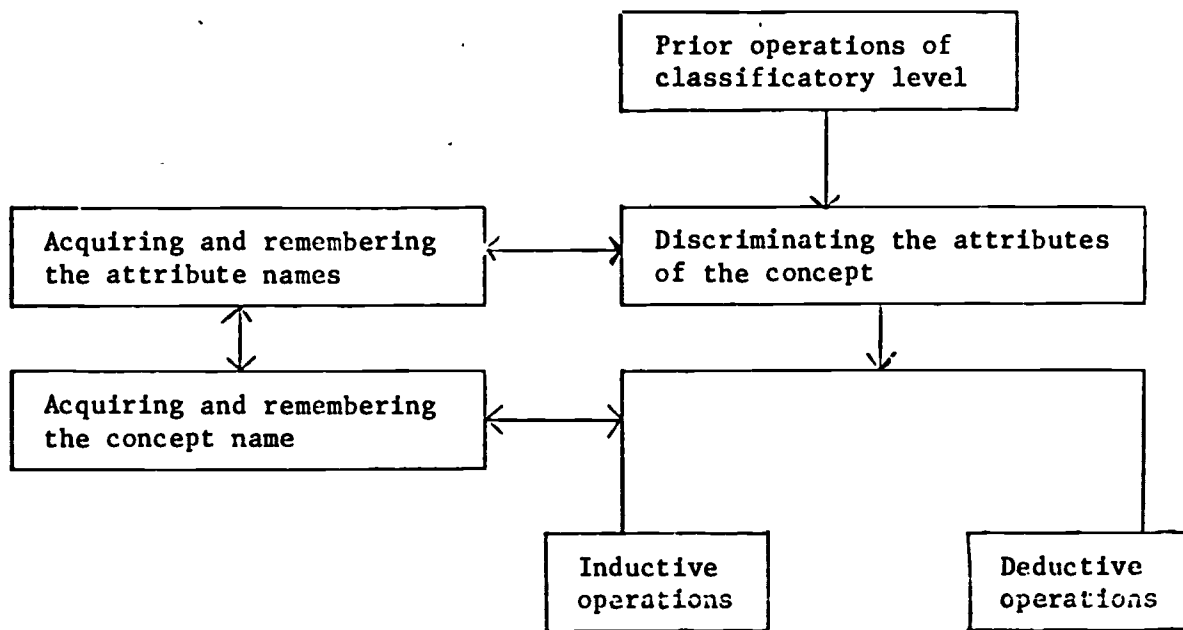 Prior operations of
classificatory level
Acquiring and remembering
the attribute names
Discriminating the attributes
of the concept
Acquiring and remembering
the concept name
Inductive
operations
Deductive
operations